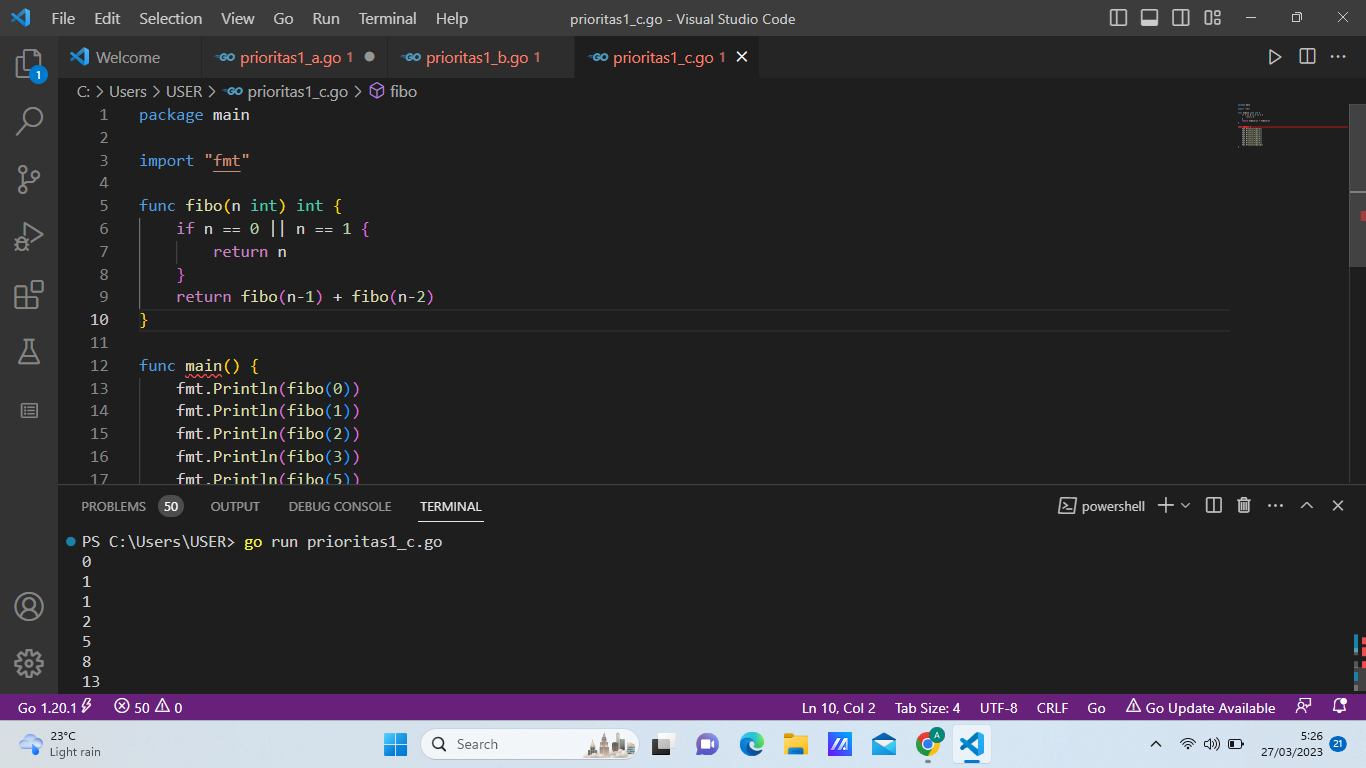 File Edit Selection View Go Run Terminal Help prioritas1_c.go - Visual Studio Code
Welcome GO prioritas1_a.go 1 GO prioritas1_b.go 1 GO prioritas1_c.go 1
C: > Users > USER > GO prioritas1_c.go > fibo
1
1 package main
2
3 import "fmt"
4
5 func fibo(n int) int {
6 if n == 0 || n == 1 {
7 return n
8 }
9 return fibo(n-1) + fibo(n-2)
10 }
11
12 func main() {
13 fmt.Println(fibo(0))
14 fmt.Println(fibo(1))
15 fmt.Println(fibo(2))
16 fmt.Println(fibo(3))
17 fmt.Println(fibo(5))
PROBLEMS 50 OUTPUT DEBUG CONSOLE TERMINAL powershell
PS C:\Users\USER> go run prioritas1_c.go
0
1
1
2
5
8
13
Go 1.20.1 50 0 Ln 10, Col 2 Tab Size: 4 UTF-8 CRLF Go Go Update Available
23°C
Light rain
Search
A
5:26
27/03/2023
21